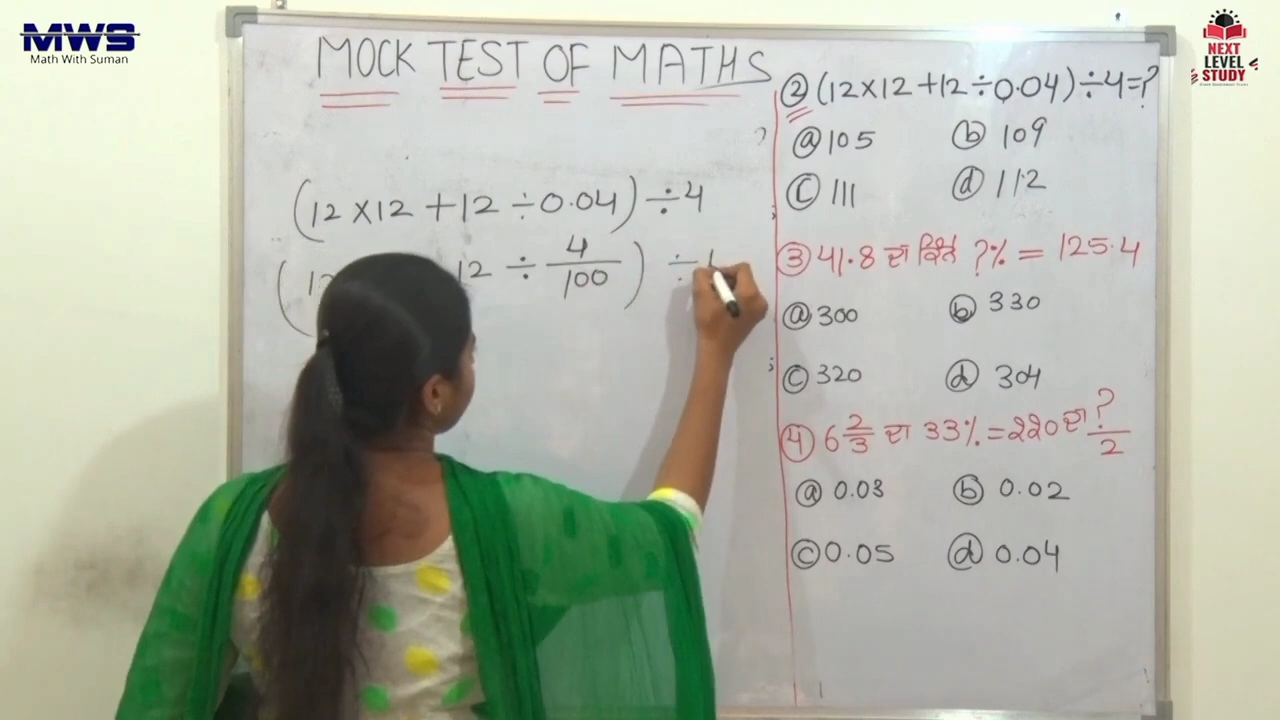 MWS
Math With Suman
NEXT
LEVEL
STUDY
MOCK TEST OF MATHS
(12×12+12÷0.04)÷4
(12 12 ÷ 4/100) ÷
② (12×12+12÷0.04)÷4=?
ⓐ 105 ⓑ 109
ⓒ 111 ⓓ 112
③ 41.8 ਦਾ ਕਿੰਨੇ ?% = 125.4
ⓐ 300 ⓑ 330
ⓒ 320 ⓓ 304
④ 6 2/3 ਦਾ 33% = 220 ਦਾ ?/2
ⓐ 0.03 ⓑ 0.02
ⓒ 0.05 ⓓ 0.04